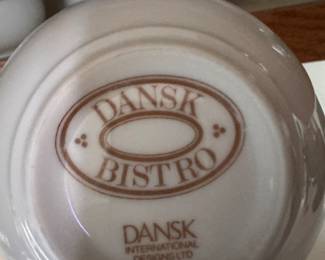 DANSK
BISTRO
DANSK
INTERNATIONAL
DESIGNS LTD